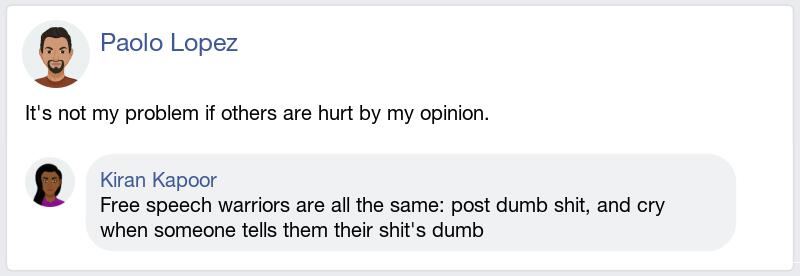 Paolo Lopez
It's not my problem if others are hurt by my opinion.
Kiran Kapoor
Free speech warriors are all the same: post dumb shit, and cry
when someone tells them their shit's dumb